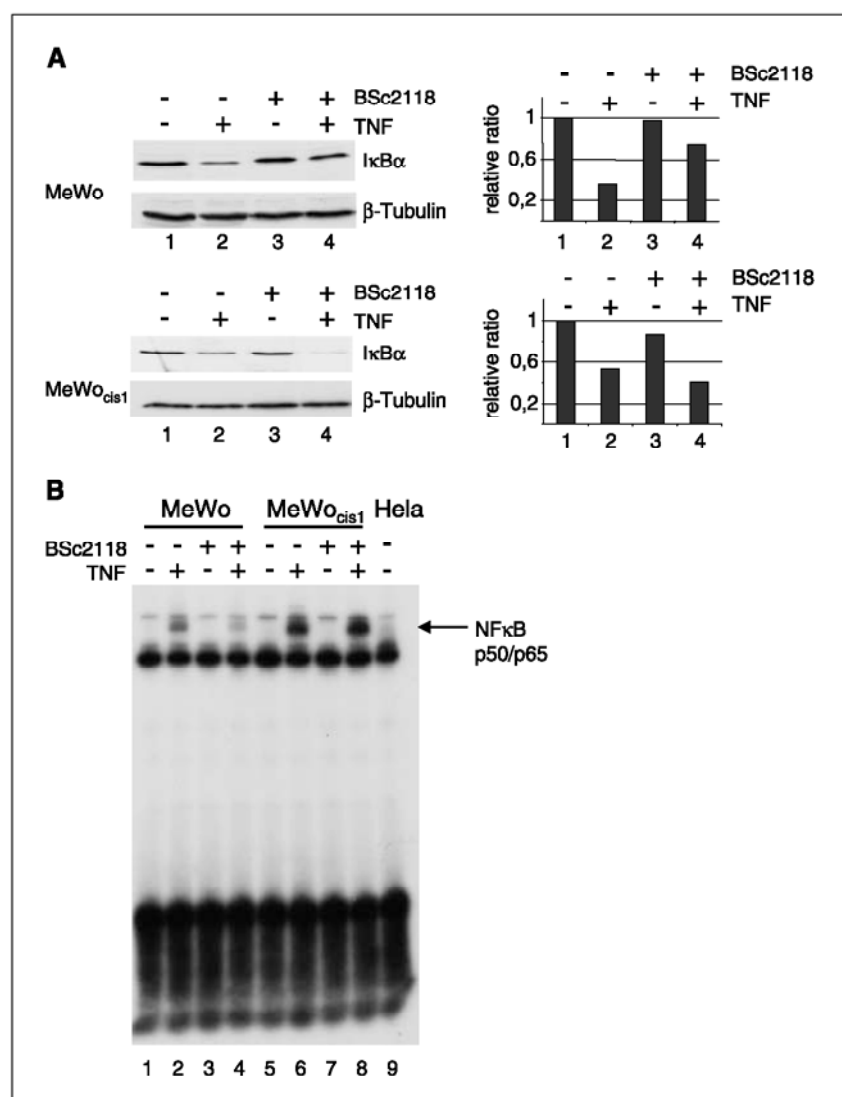 A
- - + + BSc2118
- + - + TNF
IκBα
MeWo
β-Tubulin
1 2 3 4
- - + + BSc2118
- + - + TNF
relative ratio
1
0,6
0,2
1 2 3 4
- - + + BSc2118
- + - + TNF
IκBα
MeWocis1
β-Tubulin
1 2 3 4
- - + + BSc2118
- + - + TNF
relative ratio
1
0,6
0,2
1 2 3 4
B
MeWo MeWocis1 Hela
BSc2118 - - + + - - + + -
TNF - + - + - + - + -
NFκB
p50/p65
1 2 3 4 5 6 7 8 9